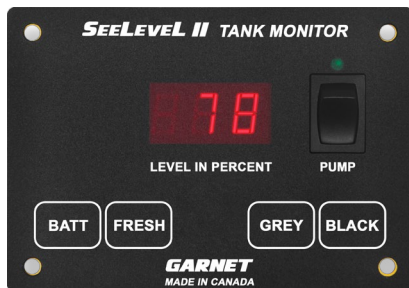 SEELEVEL II TANK MONITOR
78
LEVEL IN PERCENT
PUMP
BATT
FRESH
GREY
BLACK
GARNET
MADE IN CANADA